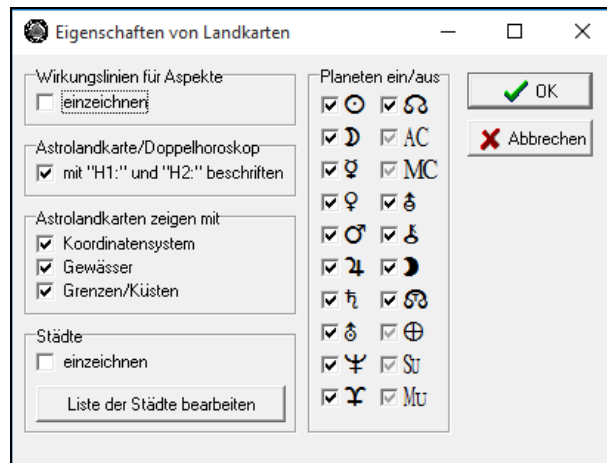 Eigenschaften von Landkarten
Wirkungslinien für Aspekte
einzeichnen
Astrolandkarte/Doppelhoroskop
mit "H1:" und "H2:" beschriften
Astrolandkarten zeigen mit
Koordinatensystem
Gewässer
Grenzen/Küsten
Städte
einzeichnen
Liste der Städte bearbeiten
Planeten ein/aus
AC
MC
Su
Mu
OK
Abbrechen